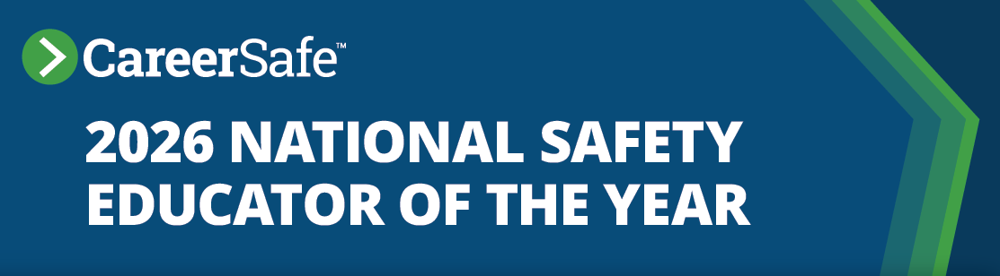 CareerSafe™
2026 NATIONAL SAFETY
EDUCATOR OF THE YEAR